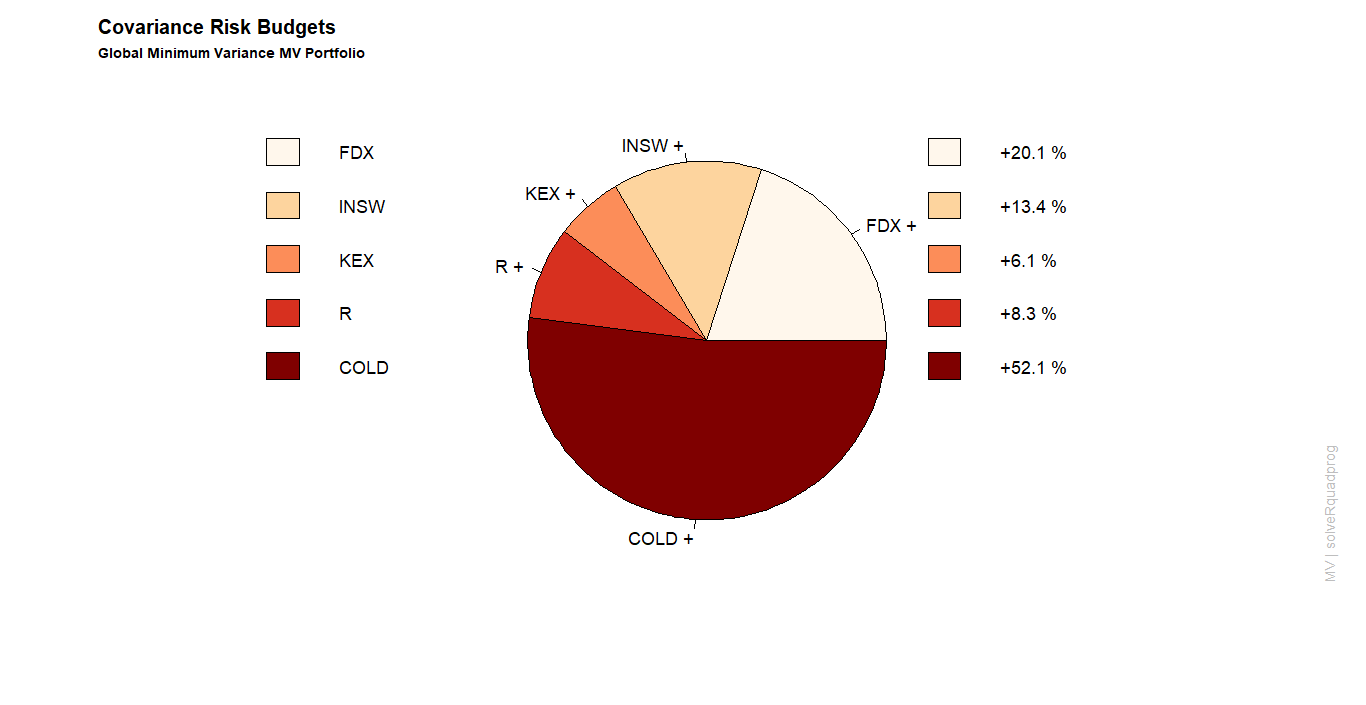 Covariance Risk Budgets
Global Minimum Variance MV Portfolio
FDX
INSW
KEX
R
COLD
INSW +
KEX +
R +
FDX +
COLD +
+20.1 %
+13.4 %
+6.1 %
+8.3 %
+52.1 %
MV | solveRquadprog